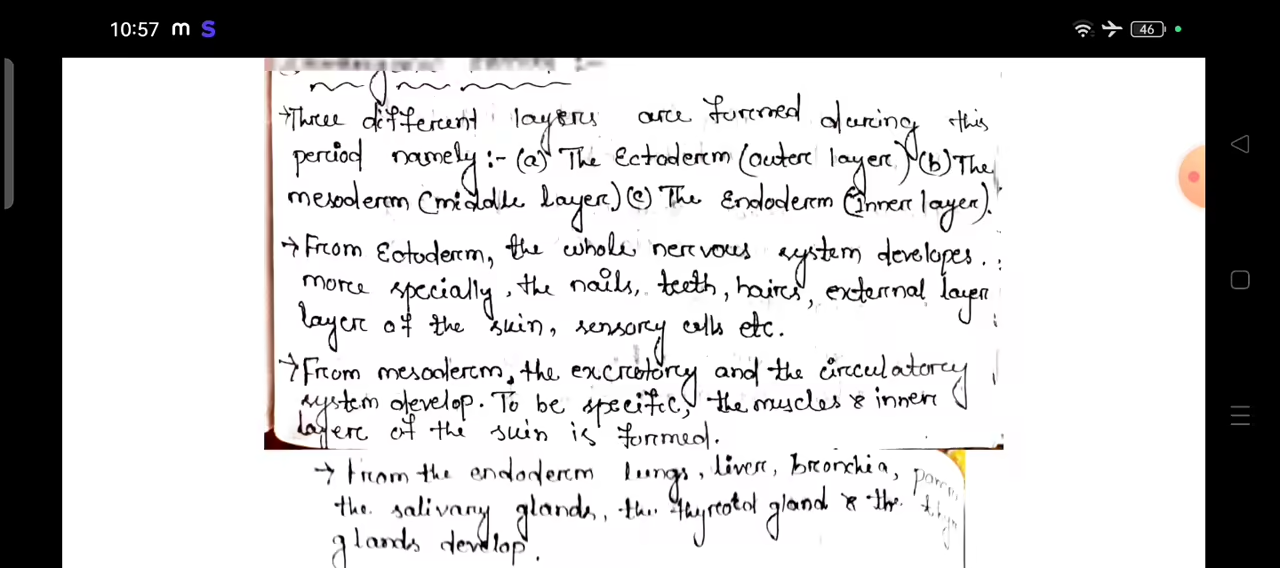 10:57 m S 46
→Three different layers are formed during this
period namely :- (a) The Ectoderm (outer layer) (b) The
mesoderm (middle layer) (c) The Endoderm (Inner layer).
→ From Ectoderm, the whole nervous system developes.
more specially, the nails, teeth, hairs, external layer
layer of the skin, sensory cells etc.
→ From mesoderm, the excretory and the circulatory
system develop. To be specific, the muscles & inner
layer of the skin is formed.
→ From the endoderm lungs, liver, bronchia,
the salivary glands, the thyroid gland & the
glands develop.